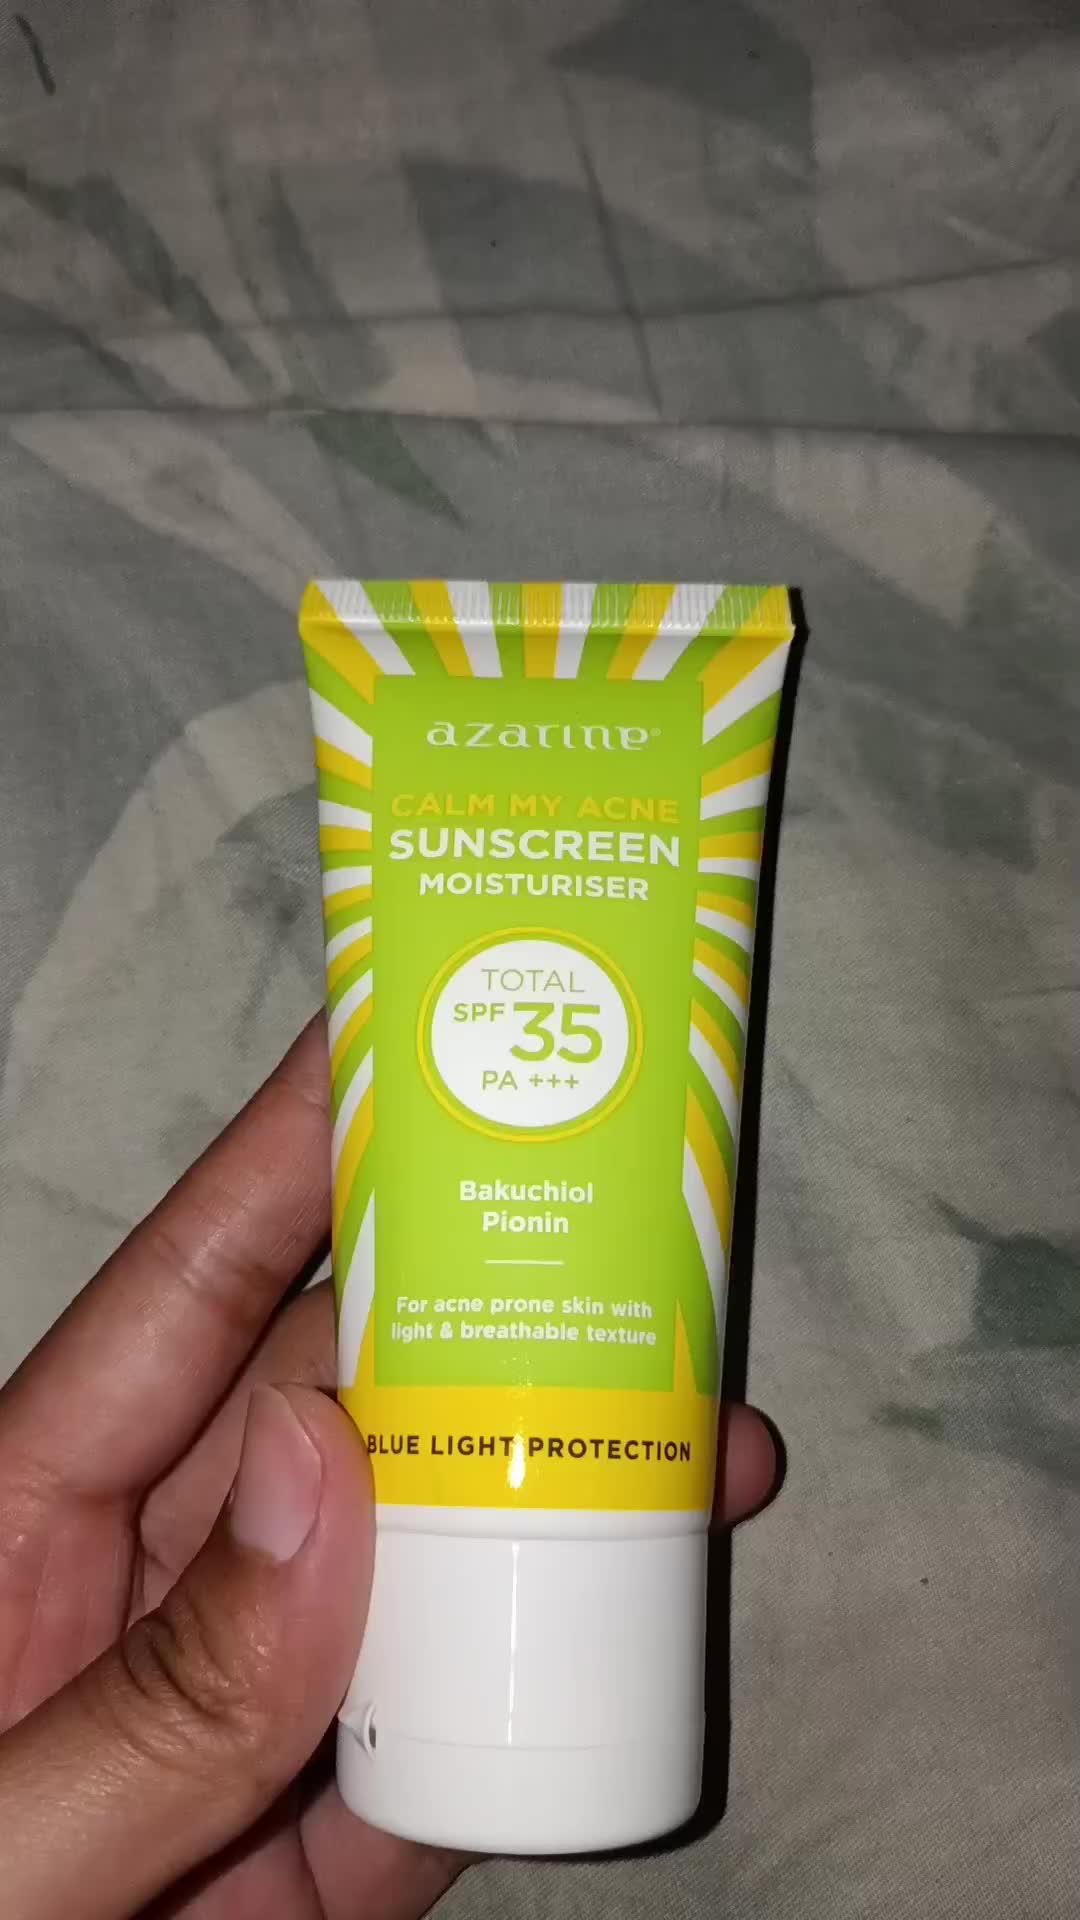 azarine®
CALM MY ACNE
SUNSCREEN
MOISTURISER
TOTAL
SPF 35
PA +++
Bakuchiol
Pionin
For acne prone skin with
light & breathable texture
BLUE LIGHT PROTECTION